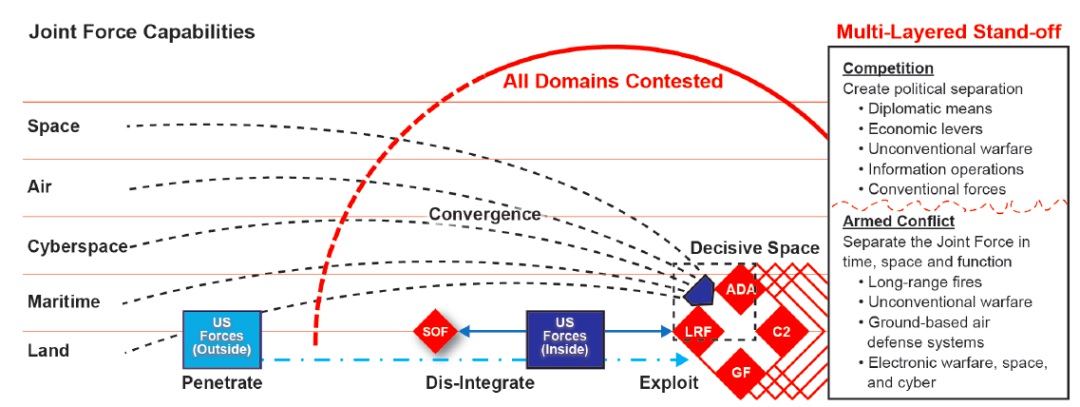 Joint Force Capabilities
Multi-Layered Stand-off
All Domains Contested
Space
Air
Convergence
Cyberspace
Decisive Space
Maritime
Land
US
Forces
(Outside)
SOF
US
Forces
(Inside)
ADA
LRF
C2
GF
Penetrate
Dis-Integrate
Exploit
Competition
Create political separation
• Diplomatic means
• Economic levers
• Unconventional warfare
• Information operations
• Conventional forces
Armed Conflict
Separate the Joint Force in
time, space and function
• Long-range fires
• Unconventional warfare
• Ground-based air
defense systems
• Electronic warfare, space,
and cyber